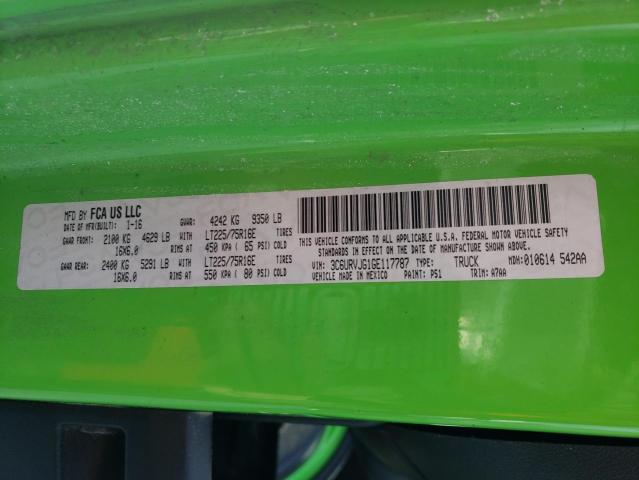 MFD BY FCA US LLC
DATE OF MFR(BUILT): 1-16 GVWR: 4242 KG 9350 LB
GAWR FRONT: 2100 KG 4629 LB WITH LT225/75R16E TIRES
16X6.0 RIMS AT 450 KPA ( 65 PSI) COLD
GAWR REAR: 2400 KG 5291 LB WITH LT225/75R16E TIRES
16X6.0 RIMS AT 550 KPA ( 80 PSI) COLD
THIS VEHICLE CONFORMS TO ALL APPLICABLE U.S.A. FEDERAL MOTOR VEHICLE SAFETY
STANDARDS IN EFFECT ON THE DATE OF MANUFACTURE SHOWN ABOVE.
VIN: 3C6URVJG1GE117787 TYPE: TRUCK MDH:010614 542AA
VEHICLE MADE IN MEXICO PAINT: PS1 TRIM: A7AA